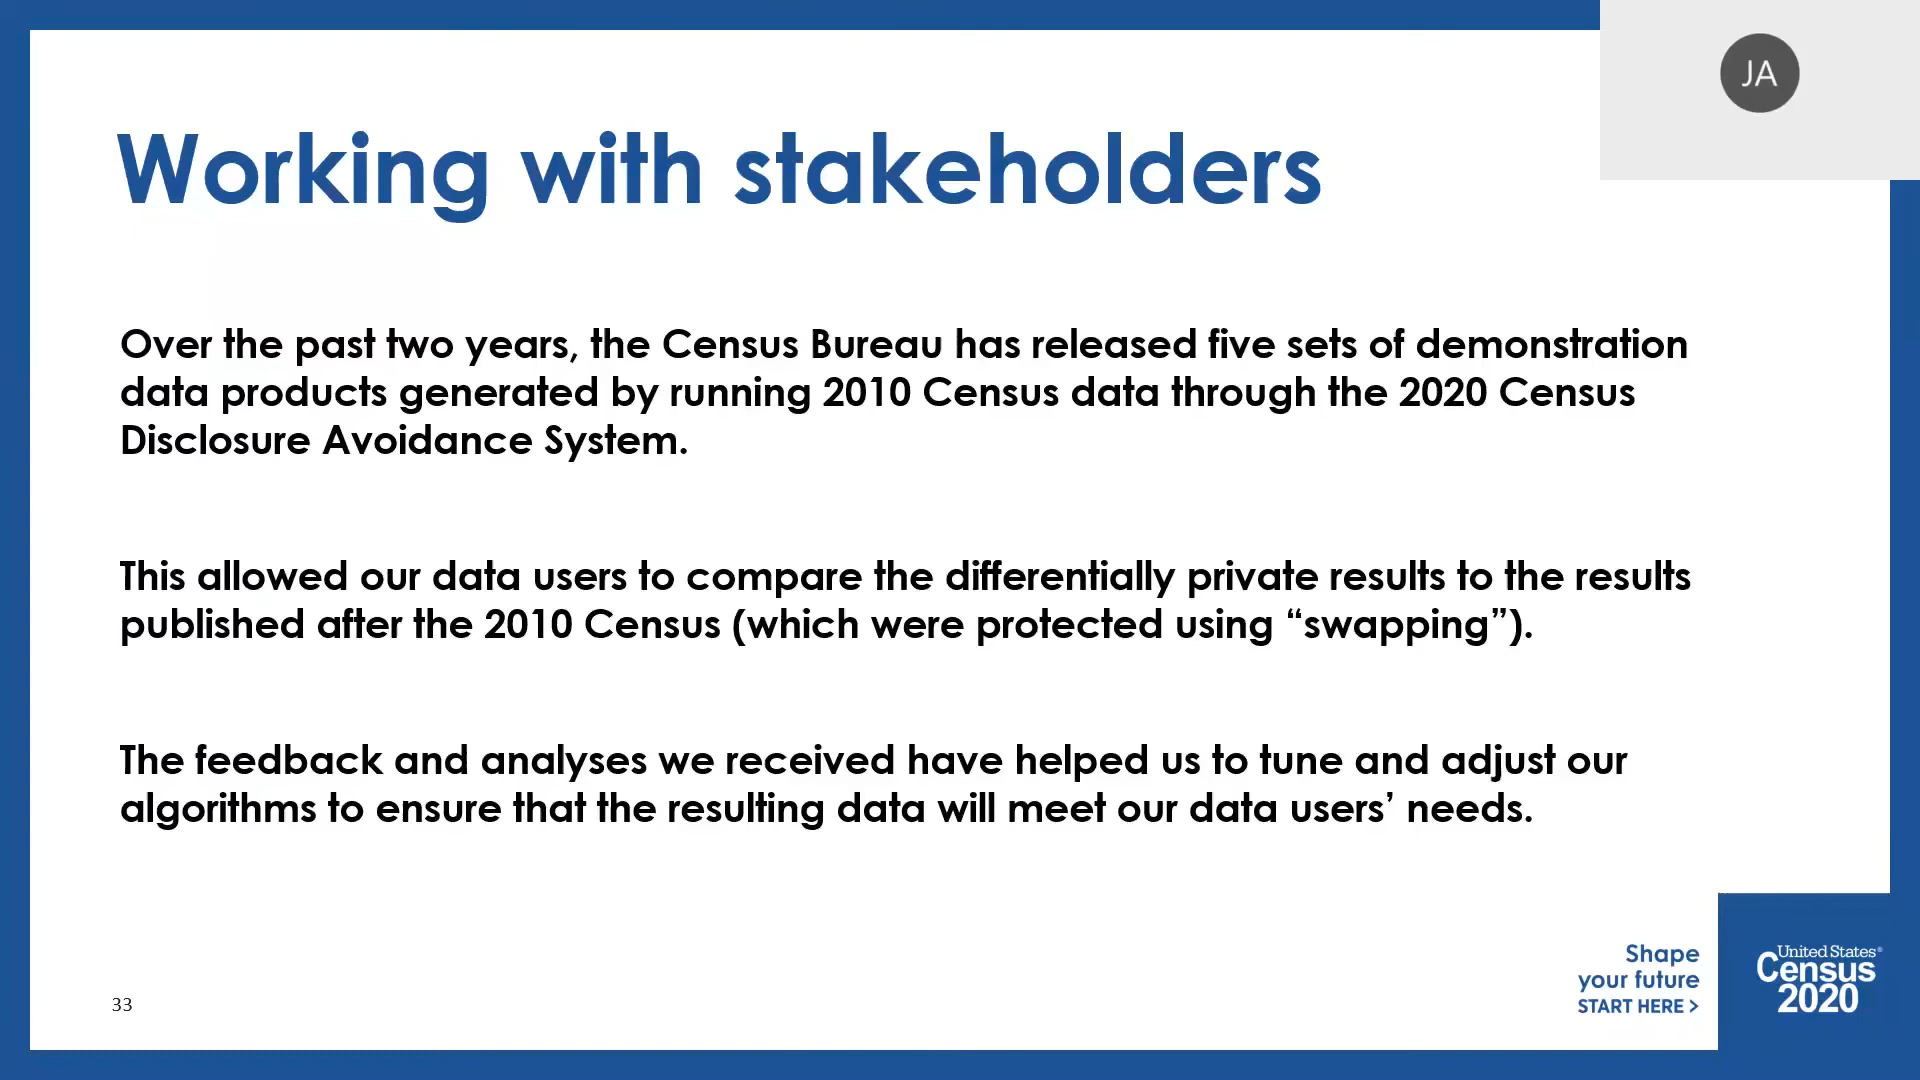 JA
Working with stakeholders
Over the past two years, the Census Bureau has released five sets of demonstration
data products generated by running 2010 Census data through the 2020 Census
Disclosure Avoidance System.
This allowed our data users to compare the differentially private results to the results
published after the 2010 Census (which were protected using “swapping”).
The feedback and analyses we received have helped us to tune and adjust our
algorithms to ensure that the resulting data will meet our data users’ needs.
Shape
your future
START HERE >
United States®
Census
2020
33